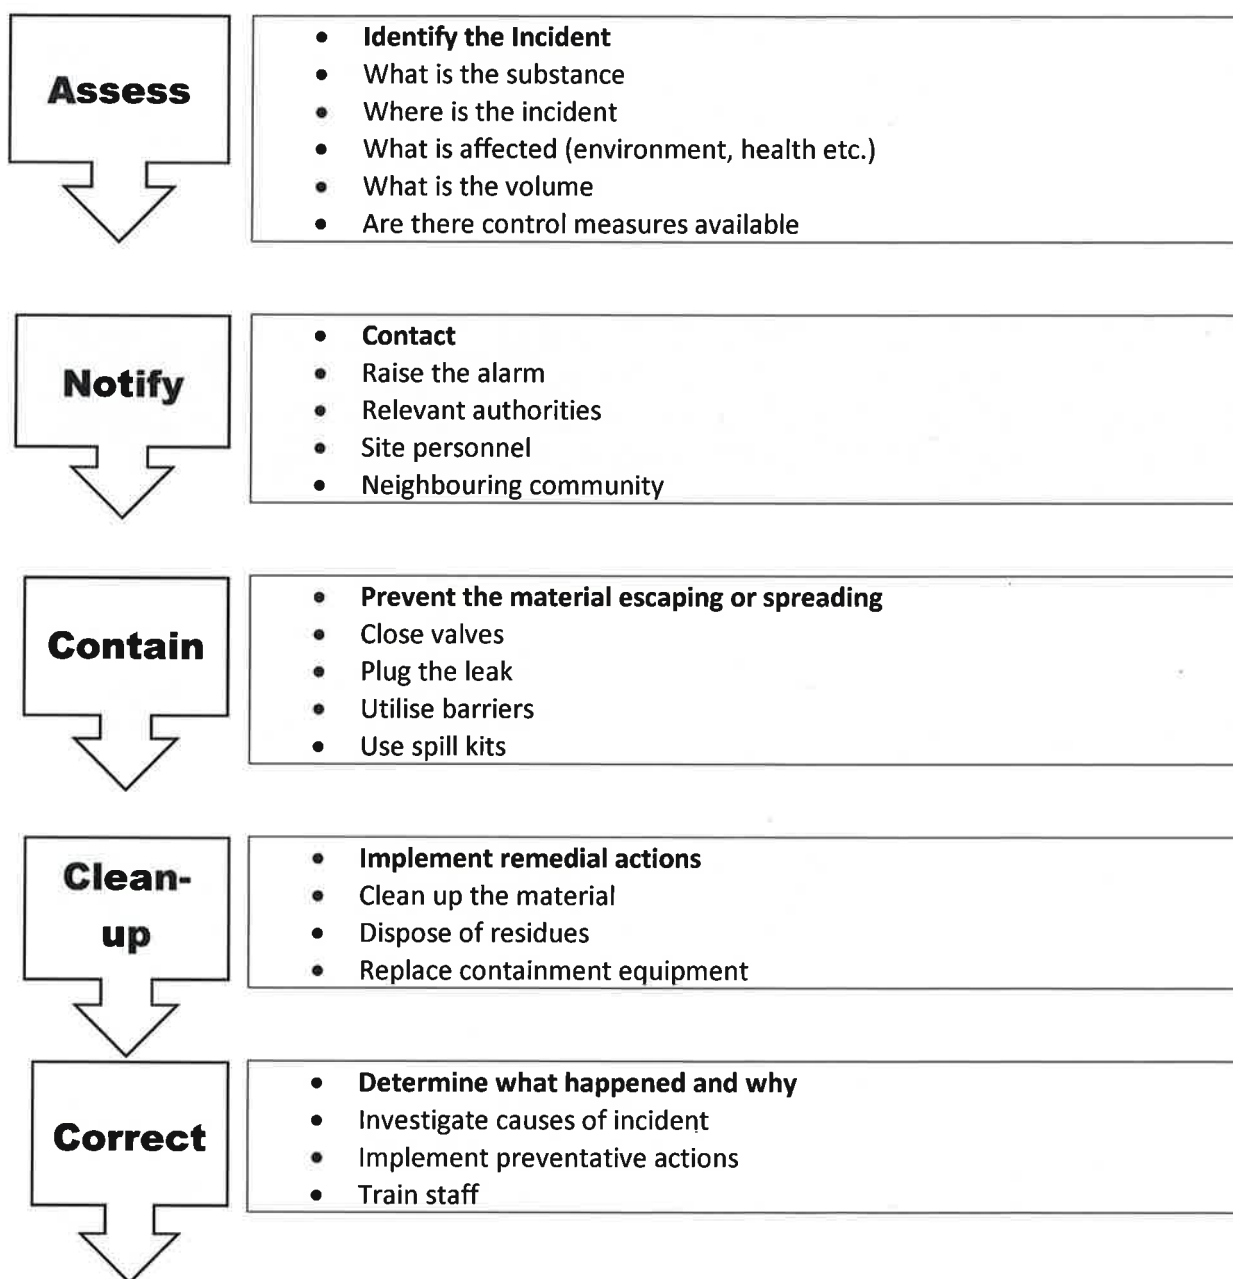 Assess
• Identify the Incident
• What is the substance
• Where is the incident
• What is affected (environment, health etc.)
• What is the volume
• Are there control measures available
Notify
• Contact
• Raise the alarm
• Relevant authorities
• Site personnel
• Neighbouring community
Contain
• Prevent the material escaping or spreading
• Close valves
• Plug the leak
• Utilise barriers
• Use spill kits
Clean-
up
• Implement remedial actions
• Clean up the material
• Dispose of residues
• Replace containment equipment
Correct
• Determine what happened and why
• Investigate causes of incident
• Implement preventative actions
• Train staff